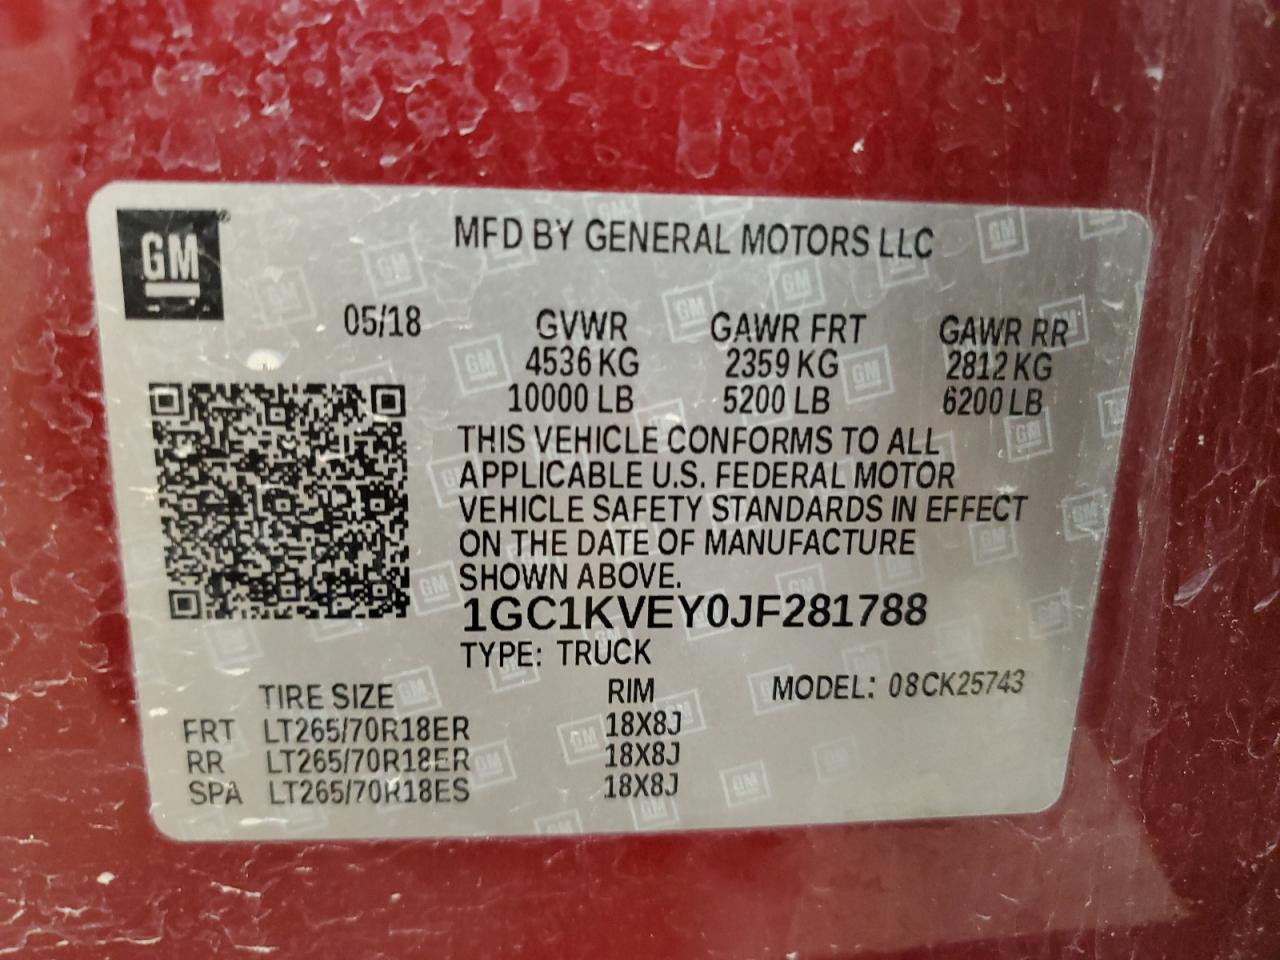 GM
MFD BY GENERAL MOTORS LLC
05/18 GVWR GAWR FRT GAWR RR
4536 KG 2359 KG 2812 KG
10000 LB 5200 LB 6200 LB
THIS VEHICLE CONFORMS TO ALL
APPLICABLE U.S. FEDERAL MOTOR
VEHICLE SAFETY STANDARDS IN EFFECT
ON THE DATE OF MANUFACTURE
SHOWN ABOVE.
1GC1KVEY0JF281788
TYPE: TRUCK
TIRE SIZE RIM MODEL: 08CK25743
FRT LT265/70R18ER 18X8J
RR LT265/70R18ER 18X8J
SPA LT265/70R18ES 18X8J